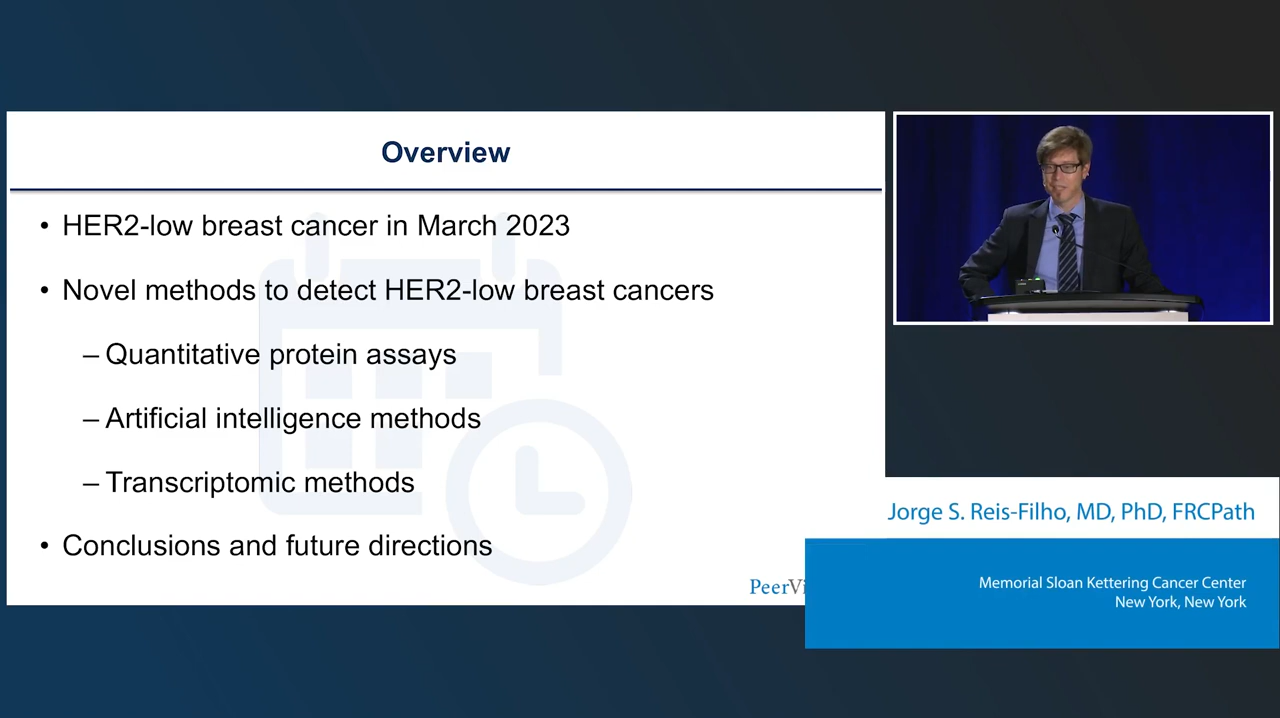 Overview
• HER2-low breast cancer in March 2023
• Novel methods to detect HER2-low breast cancers
– Quantitative protein assays
– Artificial intelligence methods
– Transcriptomic methods
• Conclusions and future directions
PeerVi
Jorge S. Reis-Filho, MD, PhD, FRCPath
Memorial Sloan Kettering Cancer Center
New York, New York